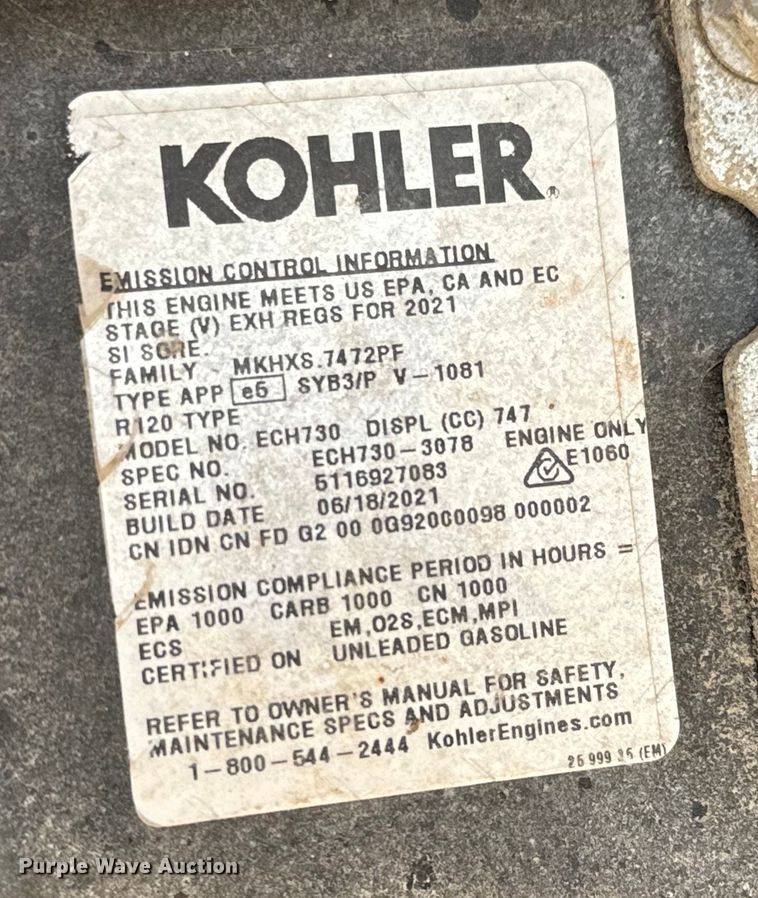 KOHLER®
EMISSION CONTROL INFORMATION
THIS ENGINE MEETS US EPA, CA AND EC
STAGE (V) EXH REGS FOR 2021
SI SORE.
FAMILY MKHXS.7472PF
TYPE APP e5 SYB3/P V-1081
R120 TYPE
MODEL NO. ECH730 DISPL (CC) 747
SPEC NO. ECH730-3078 ENGINE ONLY
SERIAL NO. 5116927083 E1060
BUILD DATE 06/18/2021
CN IDN CN FD G2 00 0G92000098 000002
EMISSION COMPLIANCE PERIOD IN HOURS =
EPA 1000 CARB 1000 CN 1000
ECS EM,O2S,ECM,MPI
CERTIFIED ON UNLEADED GASOLINE
REFER TO OWNER'S MANUAL FOR SAFETY,
MAINTENANCE SPECS AND ADJUSTMENTS
1-800-544-2444 KohlerEngines.com
999 (EM)
Purple Wave Auction